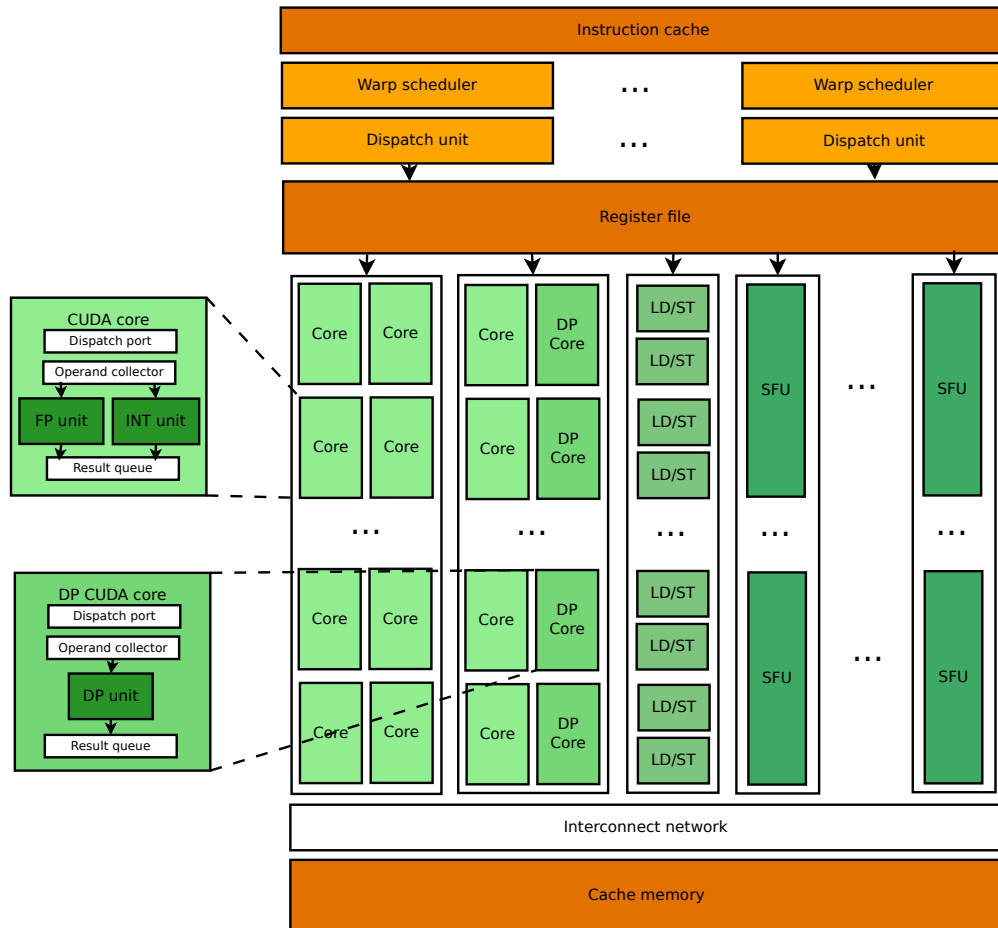 Instruction cache
Warp scheduler ... Warp scheduler
Dispatch unit ... Dispatch unit
Register file
CUDA core
Dispatch port
Operand collector
FP unit INT unit
Result queue
DP CUDA core
Dispatch port
Operand collector
DP unit
Result queue
Core Core
Core Core
...
Core Core
Core Core
Core DP
Core
Core DP
Core
...
Core DP
Core
Core DP
Core
LD/ST
LD/ST
LD/ST
LD/ST
...
LD/ST
LD/ST
LD/ST
LD/ST
SFU ... SFU
... ...
SFU ... SFU
Interconnect network
Cache memory